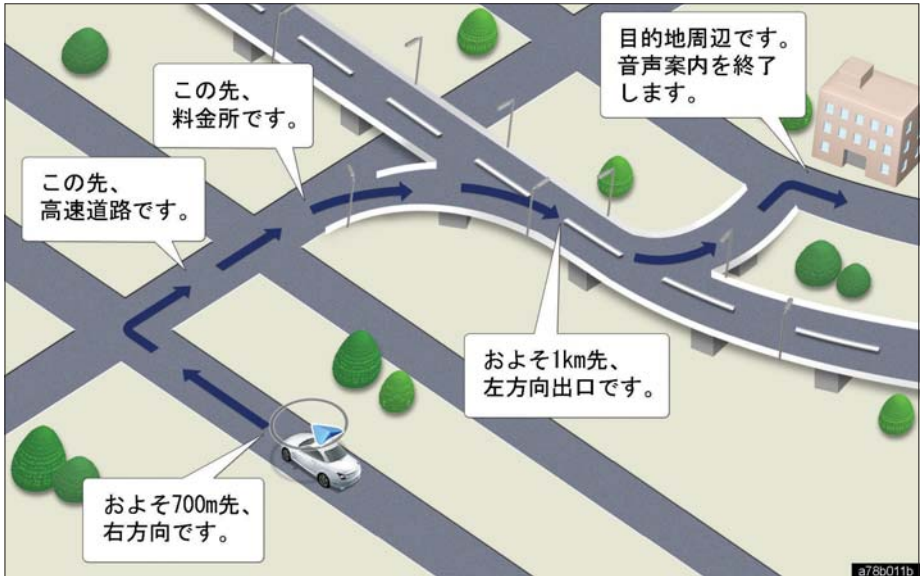 目的地周辺です。
音声案内を終了
します。
この先、
料金所です。
この先、
高速道路です。
およそ1km先、
左方向出口です。
およそ700m先、
右方向です。
a78b011b